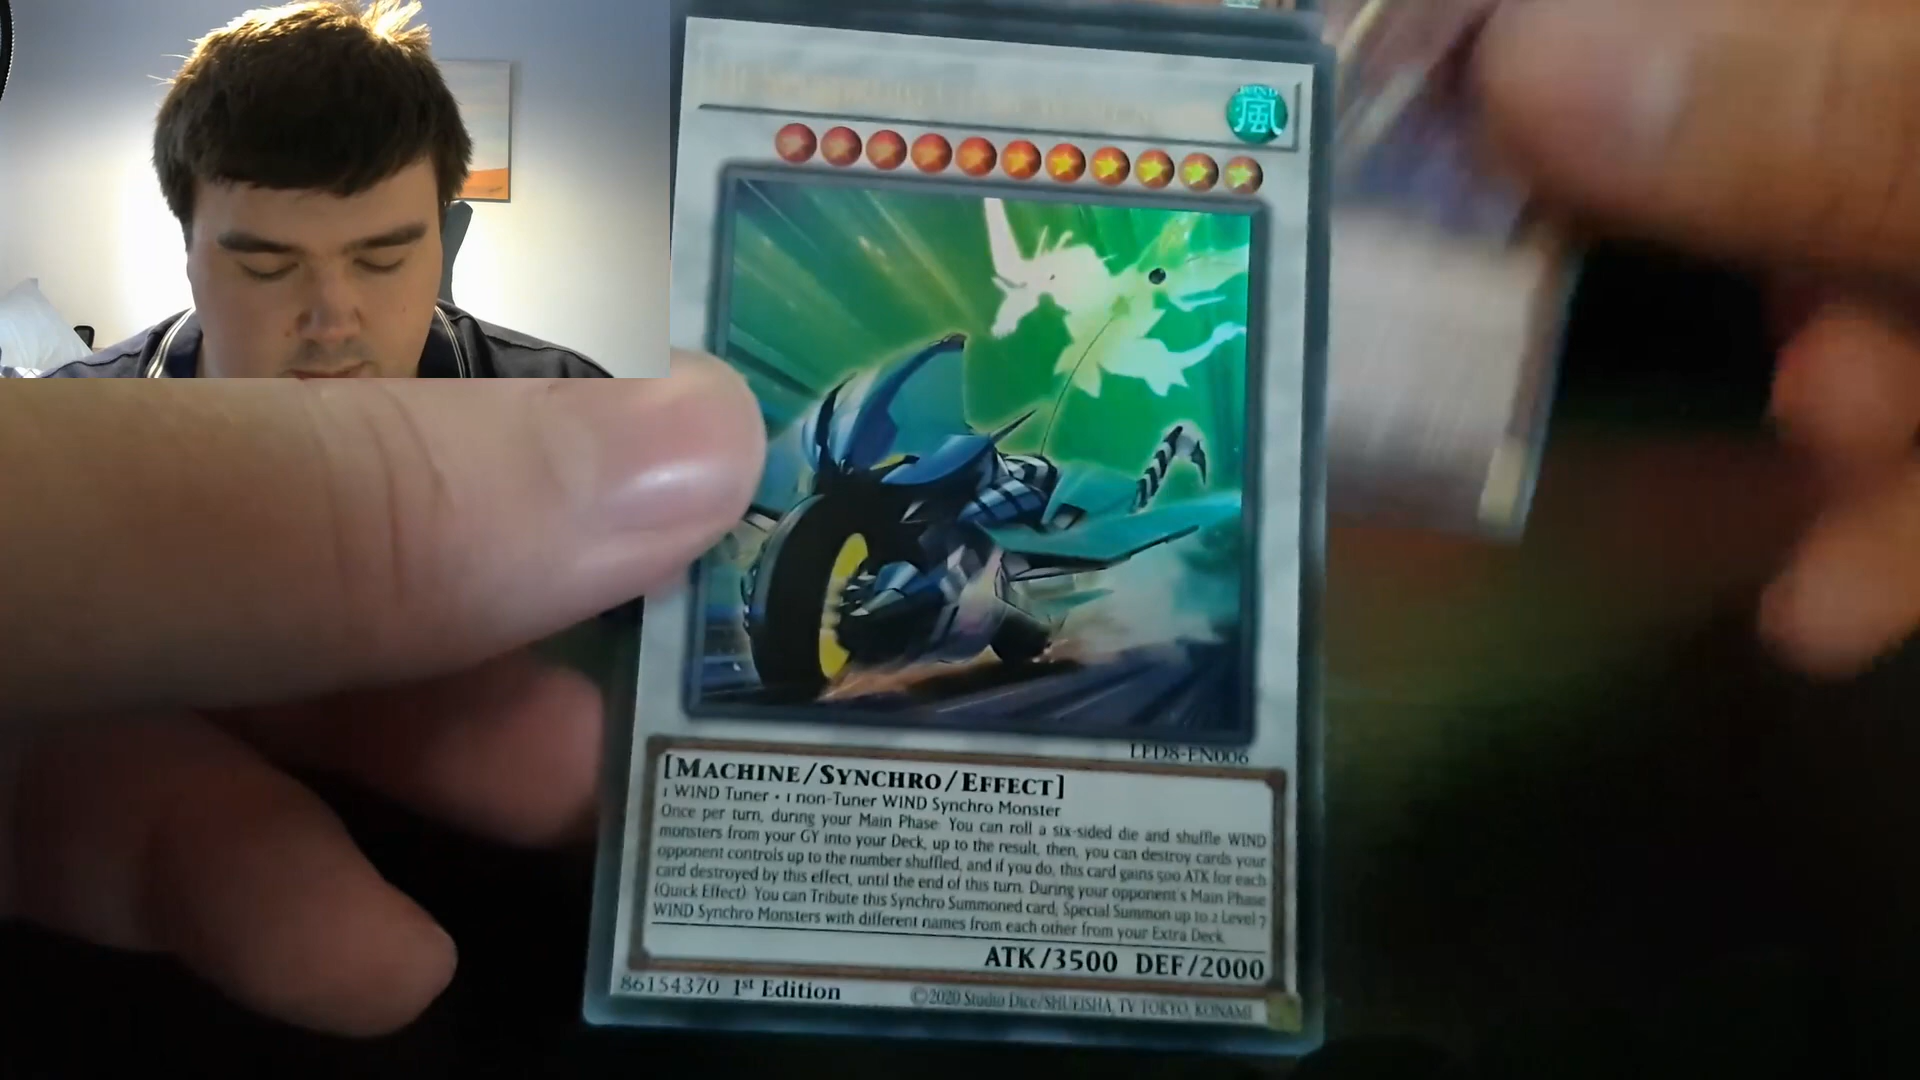 WIND
風
LED8-EN006
[MACHINE/SYNCHRO/EFFECT]
1 WIND Tuner + 1 non-Tuner WIND Synchro Monster
Once per turn, during your Main Phase: You can roll a six-sided die and shuffle WIND
monsters from your GY into your Deck, up to the result, then, you can destroy cards your
opponent controls up to the number shuffled, and if you do, this card gains 500 ATK for each
card destroyed by this effect, until the end of this turn. During your opponent's Main Phase
(Quick Effect): You can Tribute this Synchro Summoned card; Special Summon up to 2 Level 7
WIND Synchro Monsters with different names from each other from your Extra Deck.
ATK/3500 DEF/2000
86154370 1st Edition
©2020 Studio Dice/SHUEISHA, TV TOKYO, KONAMI